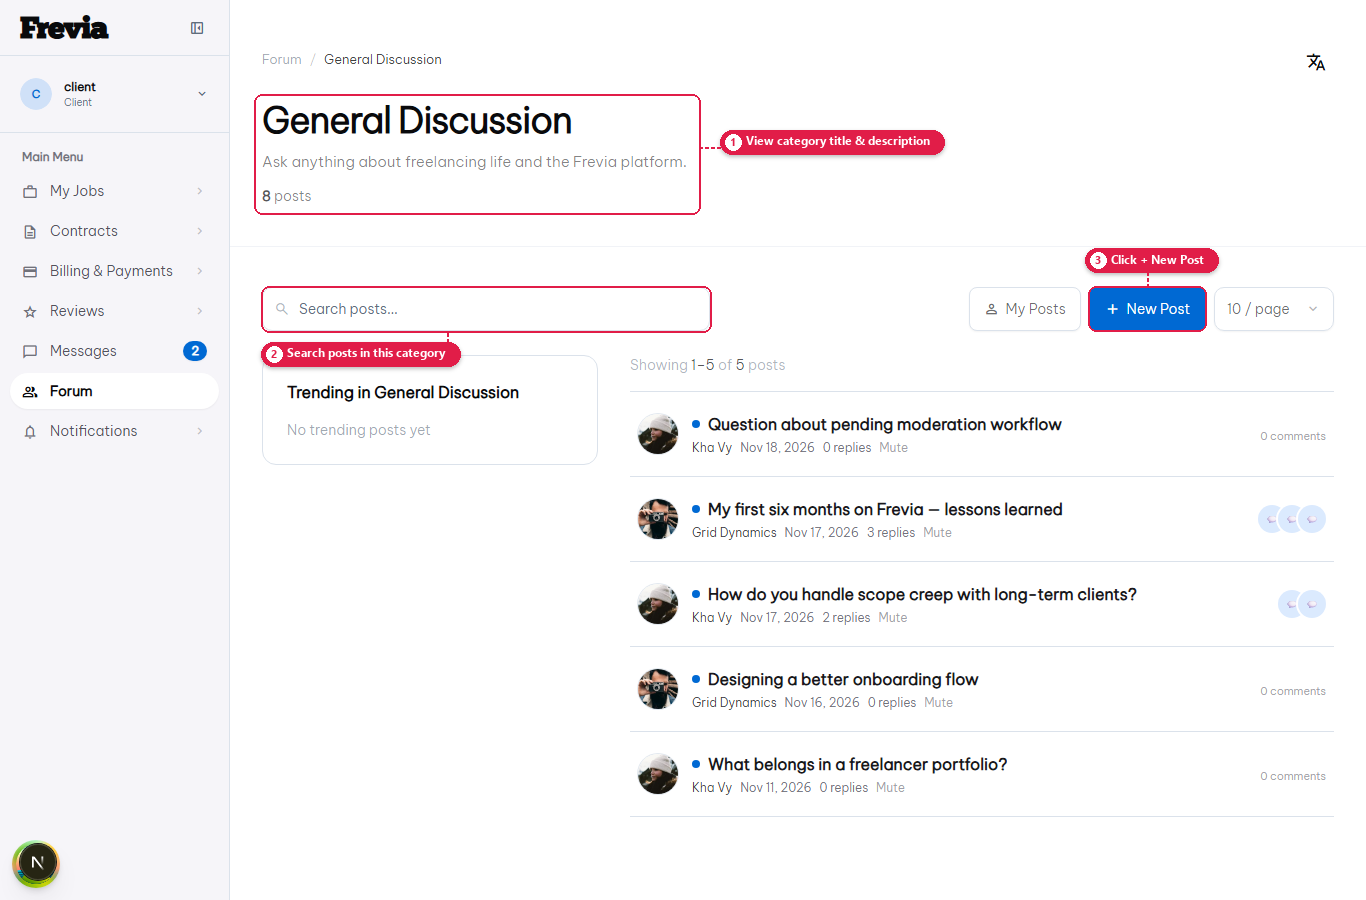 Frevia
C
client
Client
Main Menu
My Jobs
Contracts
Billing & Payments
Reviews
Messages
2
Forum
Notifications
N
Forum / General Discussion
General Discussion
Ask anything about freelancing life and the Frevia platform.
8 posts
1 View category title & description
3 Click + New Post
Search posts...
My Posts
+ New Post
10 / page
2 Search posts in this category
Trending in General Discussion
No trending posts yet
Showing 1–5 of 5 posts
Question about pending moderation workflow
Kha Vy Nov 18, 2026 0 replies Mute
0 comments
My first six months on Frevia — lessons learned
Grid Dynamics Nov 17, 2026 3 replies Mute
How do you handle scope creep with long-term clients?
Kha Vy Nov 17, 2026 2 replies Mute
Designing a better onboarding flow
Grid Dynamics Nov 16, 2026 0 replies Mute
0 comments
What belongs in a freelancer portfolio?
Kha Vy Nov 11, 2026 0 replies Mute
0 comments